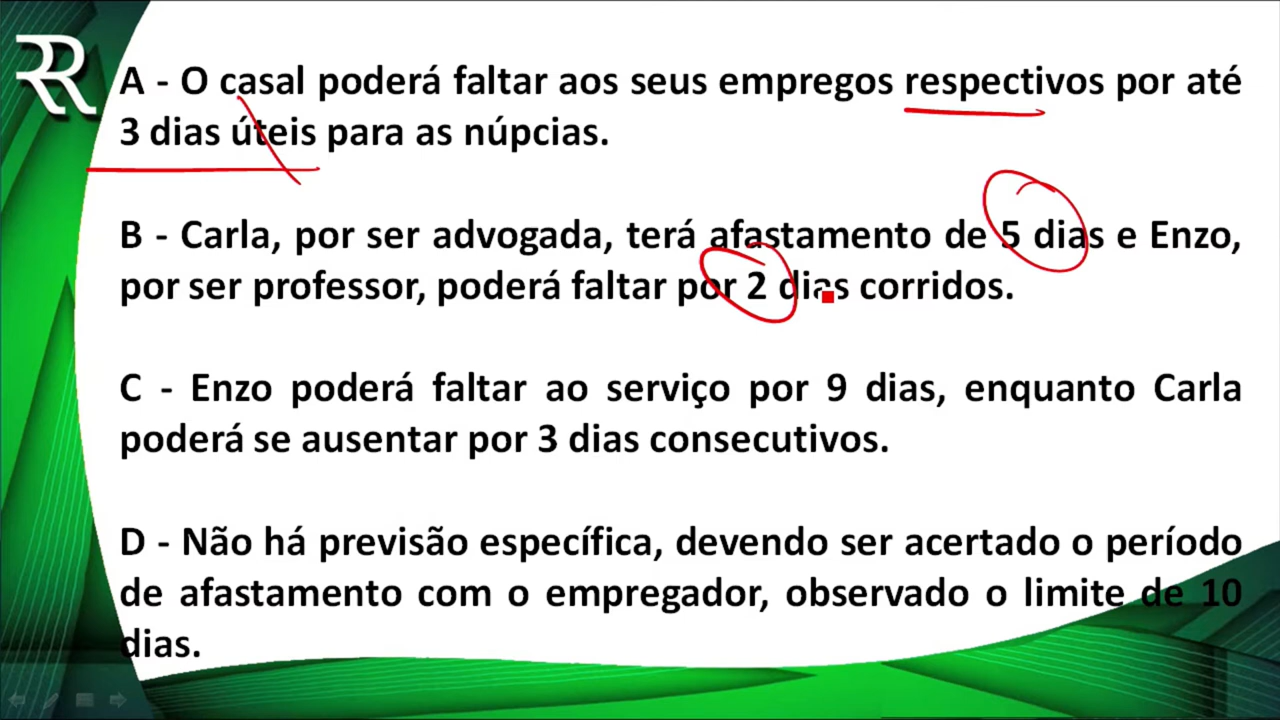 RR
A - O casal poderá faltar aos seus empregos respectivos por até
3 dias úteis para as núpcias.
B - Carla, por ser advogada, terá afastamento de 5 dias e Enzo,
por ser professor, poderá faltar por 2 dias corridos.
C - Enzo poderá faltar ao serviço por 9 dias, enquanto Carla
poderá se ausentar por 3 dias consecutivos.
D - Não há previsão específica, devendo ser acertado o período
de afastamento com o empregador, observado o limite de 10
dias.